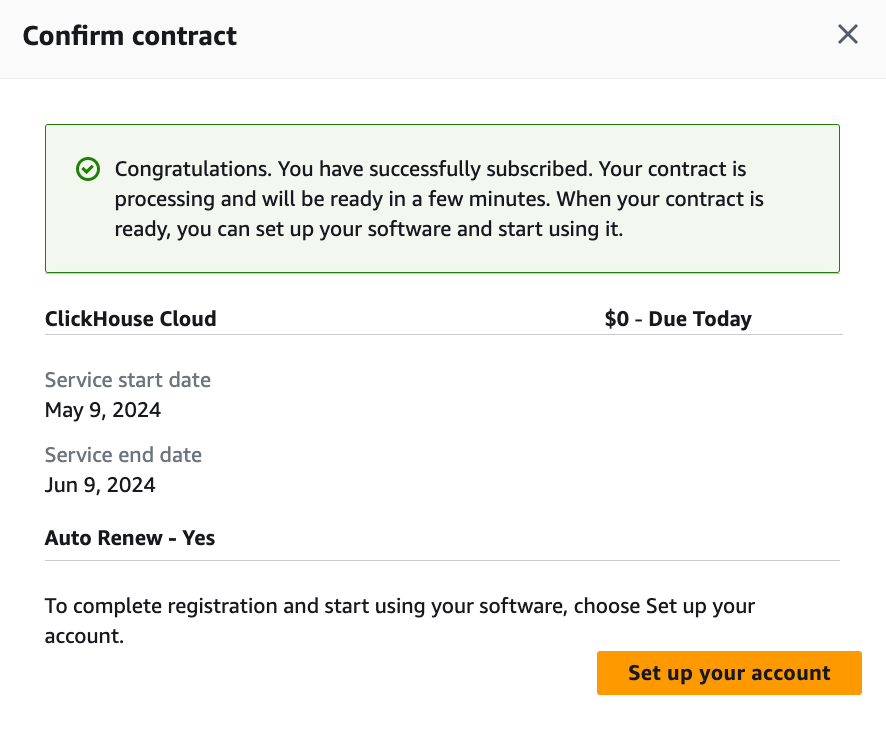 Confirm contract
Congratulations. You have successfully subscribed. Your contract is
processing and will be ready in a few minutes. When your contract is
ready, you can set up your software and start using it.
ClickHouse Cloud $0 - Due Today
Service start date
May 9, 2024
Service end date
Jun 9, 2024
Auto Renew - Yes
To complete registration and start using your software, choose Set up your
account.
Set up your account